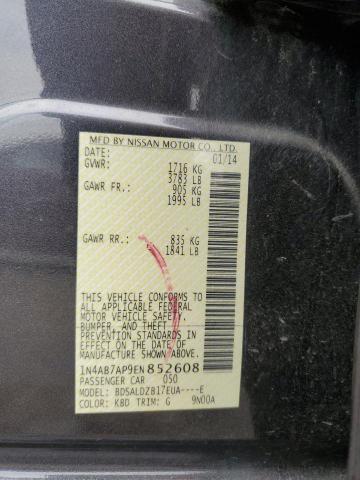 MFD BY NISSAN MOTOR CO., LTD.
DATE: 01/14
GVWR: 1716 KG
3783 LB
GAWR FR.: 905 KG
1995 LB
GAWR RR.: 835 KG
1841 LB
THIS VEHICLE CONFORMS TO
ALL APPLICABLE FEDERAL
MOTOR VEHICLE SAFETY,
BUMPER, AND THEFT
PREVENTION STANDARDS IN
EFFECT ON THE DATE OF
MANUFACTURE SHOWN ABOVE.
1N4AB7AP9EN852608
PASSENGER CAR 050
MODEL: BDSALDZB17EUA----E
COLOR: KBD TRIM: G 9N00A